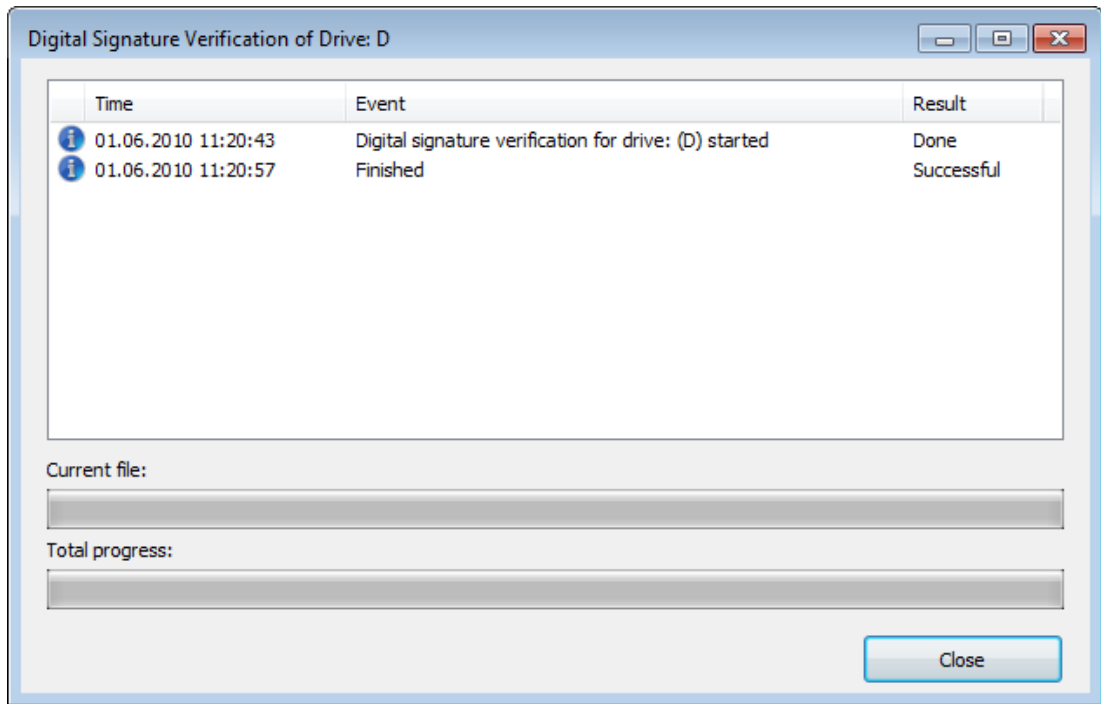 Digital Signature Verification of Drive: D
Time Event Result
01.06.2010 11:20:43 Digital signature verification for drive: (D) started Done
01.06.2010 11:20:57 Finished Successful
Current file:
Total progress:
Close